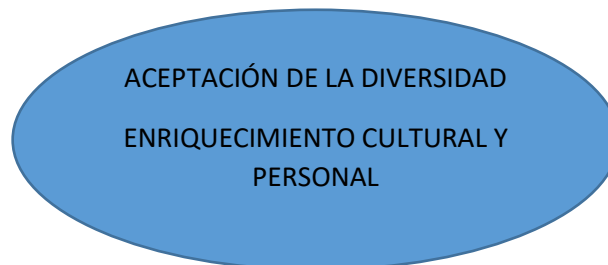 ACEPTACIÓN DE LA DIVERSIDAD
ENRIQUECIMIENTO CULTURAL Y
PERSONAL